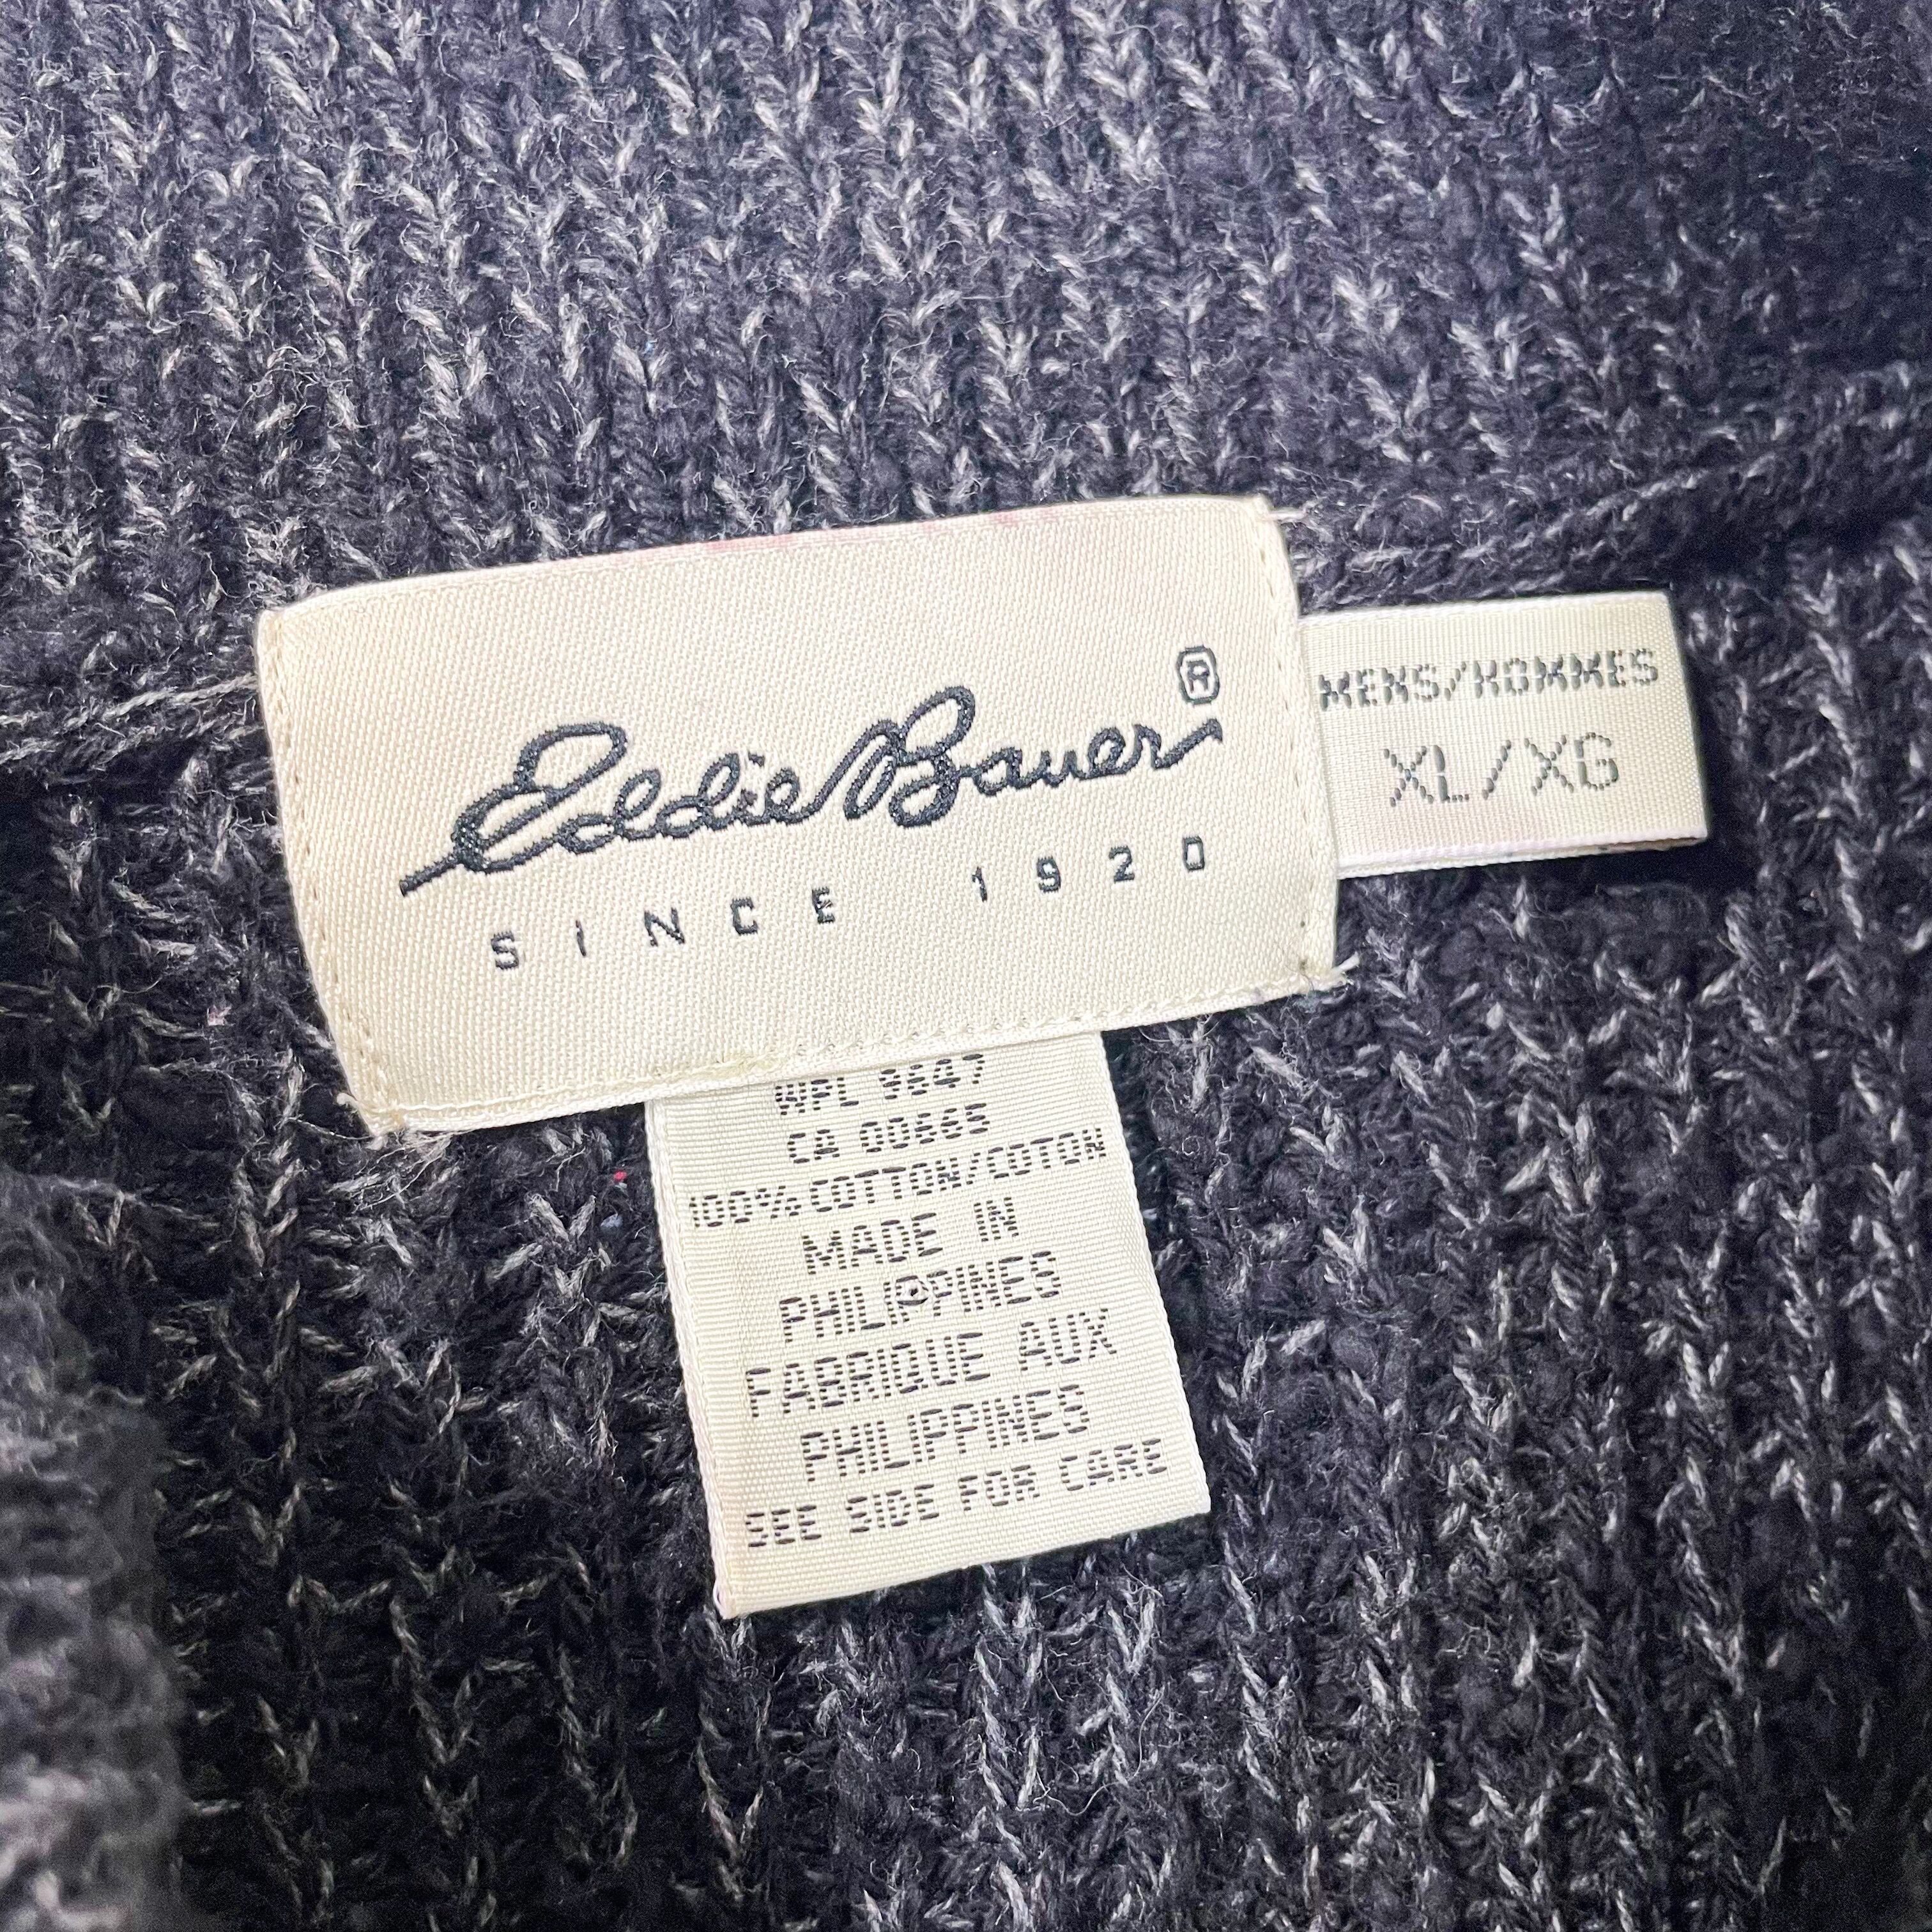 Eddie Bauer ®
SINCE 1920
MENS/HOMMES
XL/XG
WPL 9647
CA 00665
100% COTTON/COTON
MADE IN
PHILIPPINES
FABRIQUE AUX
PHILIPPINES
SEE SIDE FOR CARE